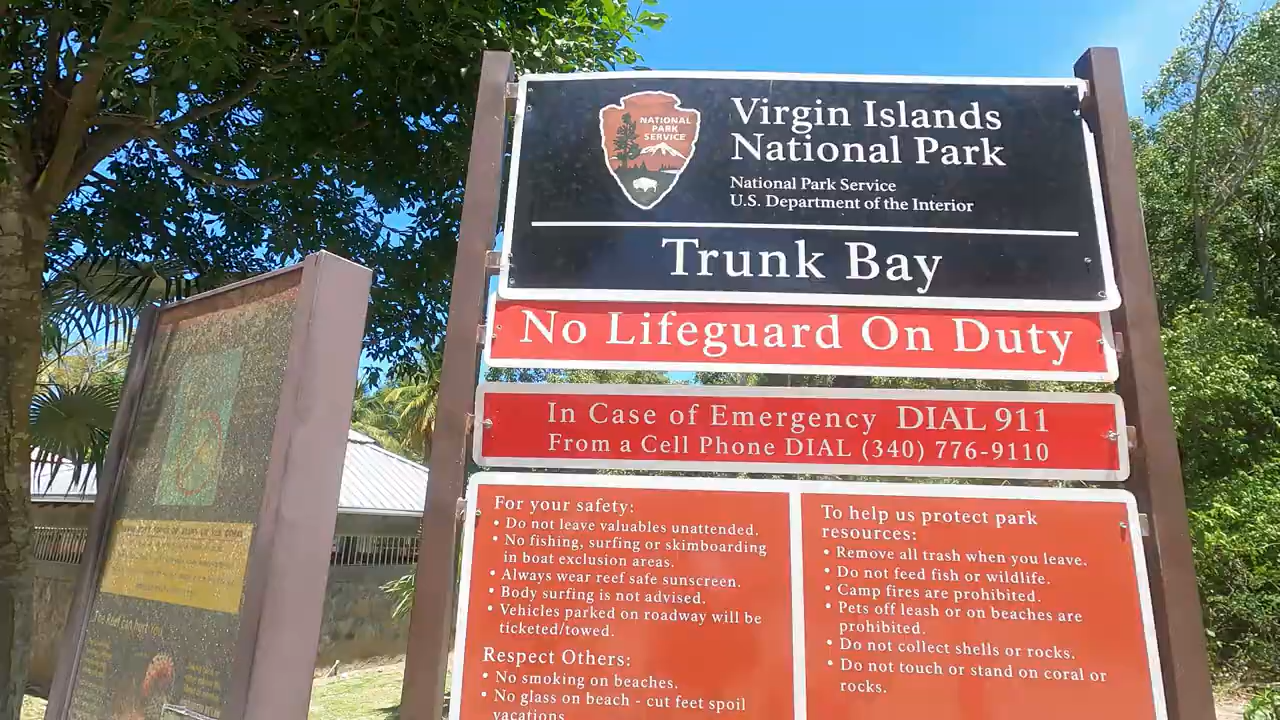 NATIONAL
PARK
SERVICE
Virgin Islands
National Park
National Park Service
U.S. Department of the Interior
Trunk Bay
No Lifeguard On Duty
In Case of Emergency DIAL 911
From a Cell Phone DIAL (340) 776-9110
For your safety:
• Do not leave valuables unattended.
• No fishing, surfing or skimboarding
in boat exclusion areas.
• Always wear reef safe sunscreen.
• Body surfing is not advised.
• Vehicles parked on roadway will be
ticketed/towed.
Respect Others:
• No smoking on beaches.
• No glass on beach - cut feet spoil
vacations
To help us protect park
resources:
• Remove all trash when you leave.
• Do not feed fish or wildlife.
• Camp fires are prohibited.
• Pets off leash or on beaches are
prohibited.
• Do not collect shells or rocks.
• Do not touch or stand on coral or
rocks.